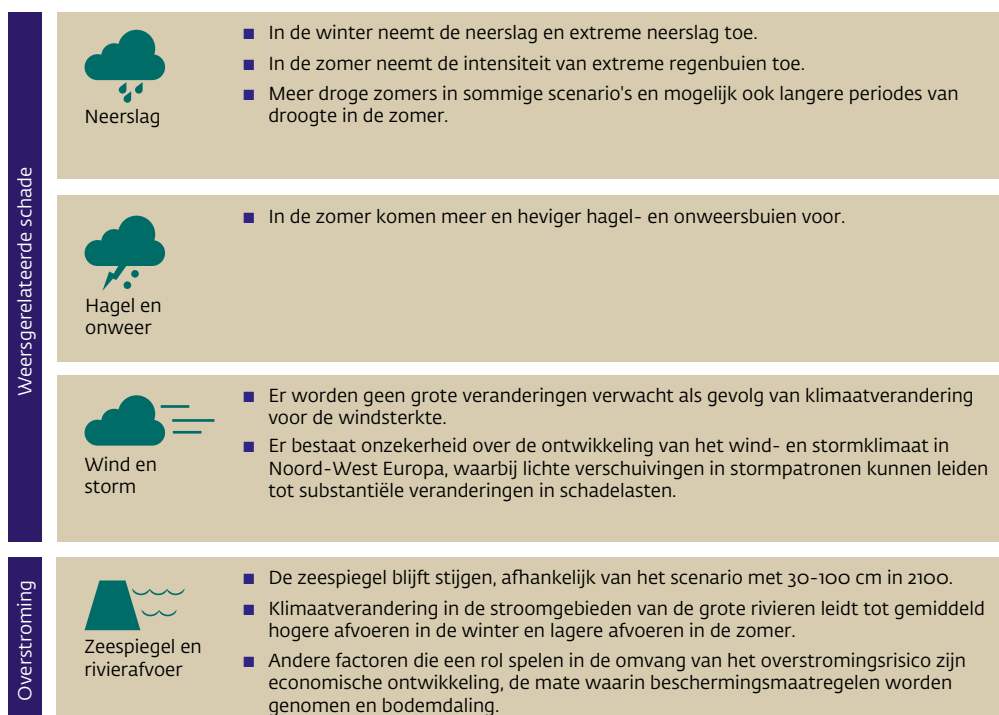 Weersgerelateerde schade
Neerslag
■ In de winter neemt de neerslag en extreme neerslag toe.
■ In de zomer neemt de intensiteit van extreme regenbuien toe.
■ Meer droge zomers in sommige scenario's en mogelijk ook langere periodes van
droogte in de zomer.
Hagel en
onweer
■ In de zomer komen meer en heviger hagel- en onweersbuien voor.
Wind en
storm
■ Er worden geen grote veranderingen verwacht als gevolg van klimaatverandering
voor de windsterkte.
■ Er bestaat onzekerheid over de ontwikkeling van het wind- en stormklimaat in
Noord-West Europa, waarbij lichte verschuivingen in stormpatronen kunnen leiden
tot substantiële veranderingen in schadelasten.
Overstroming
Zeespiegel en
rivierafvoer
■ De zeespiegel blijft stijgen, afhankelijk van het scenario met 30-100 cm in 2100.
■ Klimaatverandering in de stroomgebieden van de grote rivieren leidt tot gemiddeld
hogere afvoeren in de winter en lagere afvoeren in de zomer.
■ Andere factoren die een rol spelen in de omvang van het overstromingsrisico zijn
economische ontwikkeling, de mate waarin beschermingsmaatregelen worden
genomen en bodemdaling.